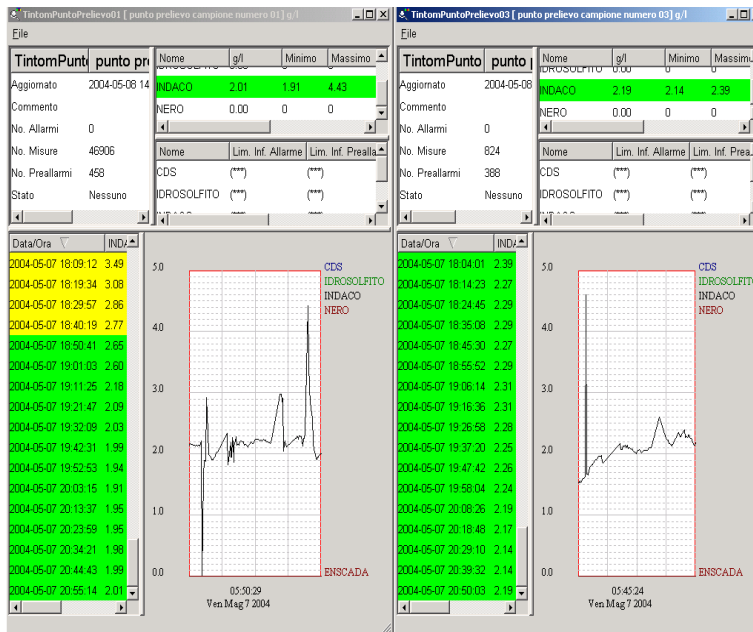 TintomPuntoPrelievo01 [ punto prelievo campione numero 01] g/l
File
TintomPunt punto pr
Aggiornato 2004-05-08 14
Commento
No. Allarmi 0
No. Misure 46906
No. Preallarmi 458
Stato Nessuno
Nome g/l Minimo Massimo
INDACO 2.01 1.91 4.43
NERO 0.00 0 0
Nome Lim. Inf. Allarme Lim. Inf. Preall
CDS (***) (***)
IDROSOLFITO (***) (***)
Data/Ora INDA
2004-05-07 18:09:12 3.49
2004-05-07 18:19:34 3.08
2004-05-07 18:29:57 2.86
2004-05-07 18:40:19 2.77
2004-05-07 18:50:41 2.65
2004-05-07 19:01:03 2.60
2004-05-07 19:11:25 2.18
2004-05-07 19:21:47 2.09
2004-05-07 19:32:09 2.03
2004-05-07 19:42:31 1.99
2004-05-07 19:52:53 1.94
2004-05-07 20:03:15 1.91
2004-05-07 20:13:37 1.95
2004-05-07 20:23:59 1.95
2004-05-07 20:34:21 1.98
2004-05-07 20:44:43 1.99
2004-05-07 20:55:14 2.01
5.0
4.0
3.0
2.0
1.0
0.0
CDS
IDROSOLFITO
INDACO
NERO
ENSCADA
05:50:29
Ven Mag 7 2004
TintomPuntoPrelievo03 [ punto prelievo campione numero 03] g/l
File
TintomPunto punto p
Aggiornato 2004-05-08
Commento
No. Allarmi 0
No. Misure 824
No. Preallarmi 388
Stato Nessuno
Nome g/l Minimo Massim
IDROSOLFITO 0.00 0 0
INDACO 2.19 2.14 2.39
NERO 0.00 0 0
Nome Lim. Inf. Allarme Lim. Inf. Prea
CDS (***) (***)
IDROSOLFITO (***) (***)
Data/Ora INDA
2004-05-07 18:04:01 2.39
2004-05-07 18:14:23 2.27
2004-05-07 18:24:45 2.29
2004-05-07 18:35:08 2.29
2004-05-07 18:45:30 2.27
2004-05-07 18:55:52 2.29
2004-05-07 19:06:14 2.31
2004-05-07 19:16:36 2.31
2004-05-07 19:26:58 2.28
2004-05-07 19:37:20 2.25
2004-05-07 19:47:42 2.26
2004-05-07 19:58:04 2.24
2004-05-07 20:08:26 2.19
2004-05-07 20:18:48 2.17
2004-05-07 20:29:10 2.14
2004-05-07 20:39:32 2.14
2004-05-07 20:50:03 2.19
5.0
4.0
3.0
2.0
1.0
0.0
CDS
IDROSOLFITO
INDACO
NERO
ENSCADA
05:45:24
Ven Mag 7 2004